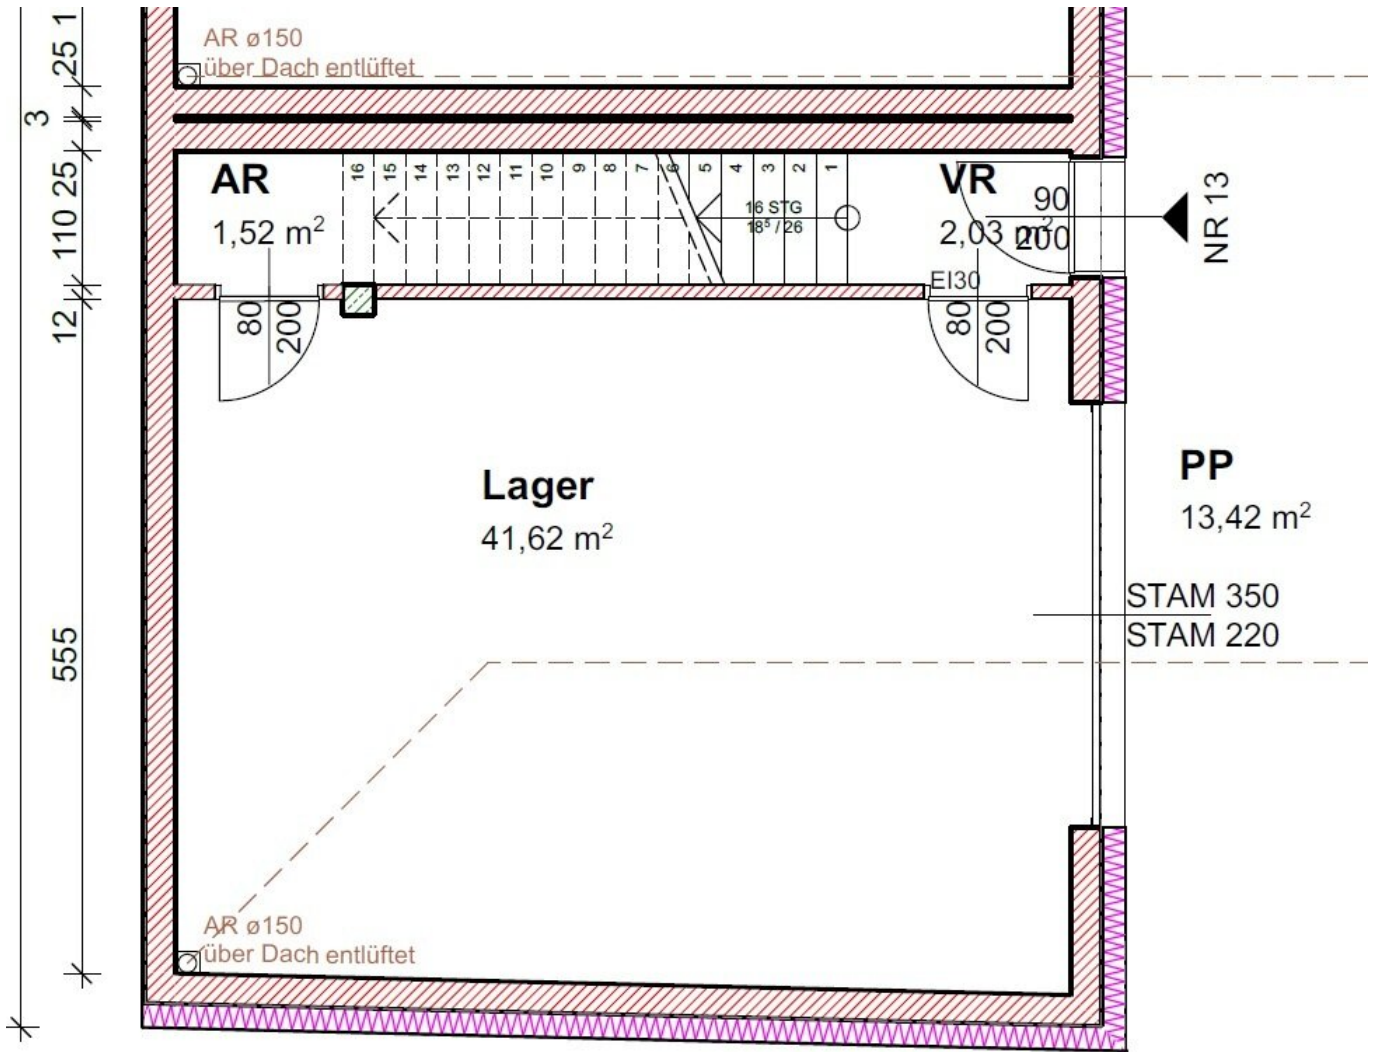 25 1
3
25
110
12
555
AR ø150
über Dach entlüftet
AR
1,52 m²
16
15
14
13
12
11
10
9
8
7
6
5
4
3
2
1
16 STG
18⁵ / 26
VR
2,03 m²
90
200
NR 13
EI30
80
200
80
200
Lager
41,62 m²
PP
13,42 m²
STAM 350
STAM 220
AR ø150
über Dach entlüftet